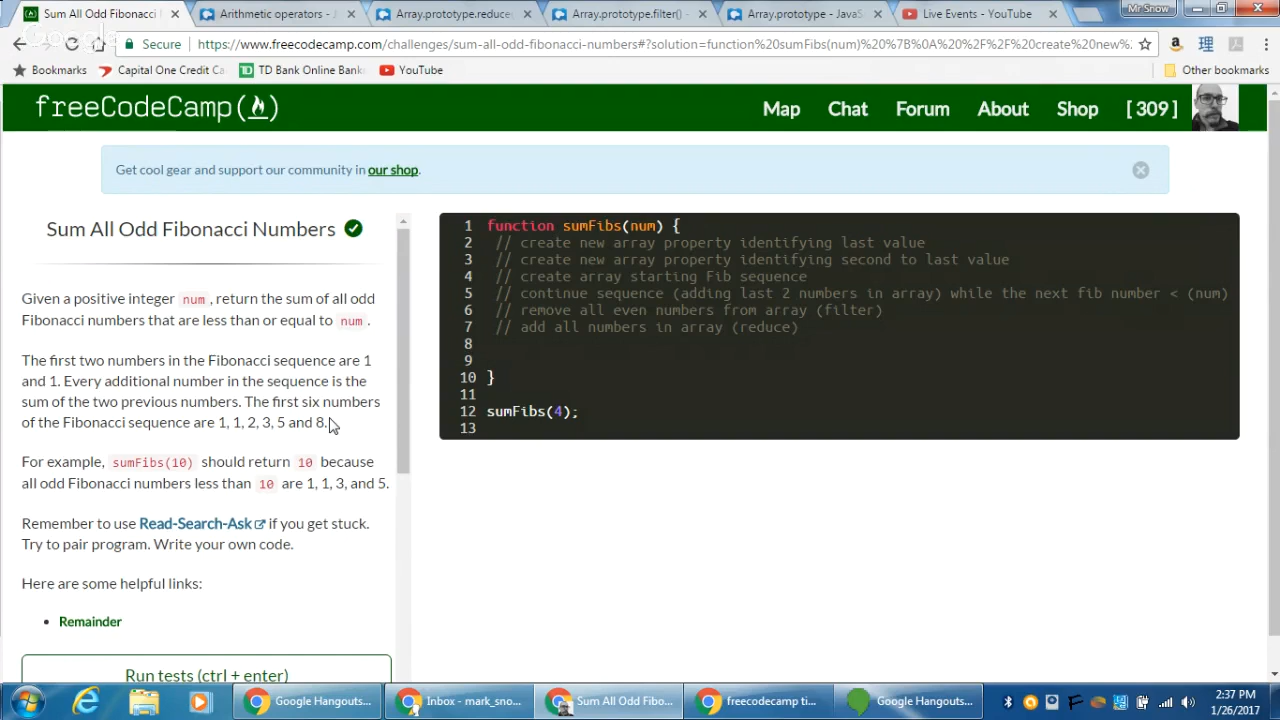 Sum All Odd Fibonacci
Arithmetic operators - J
Array.prototype.reduce
Array.prototype.filter() -
Array.prototype - JavaS
Live Events - YouTube
Mr Snow
Secure
https://www.freecodecamp.com/challenges/sum-all-odd-fibonacci-numbers#?solution=function%20sumFibs(num)%20%7B%0A%20%2F%2F%20create%20new%2
Bookmarks
Capital One Credit Ca
TD Bank Online Bank
YouTube
Other bookmarks
freeCodeCamp
Map
Chat
Forum
About
Shop
[ 309 ]
Get cool gear and support our community in our shop.
Sum All Odd Fibonacci Numbers
Given a positive integer num, return the sum of all odd
Fibonacci numbers that are less than or equal to num.
The first two numbers in the Fibonacci sequence are 1
and 1. Every additional number in the sequence is the
sum of the two previous numbers. The first six numbers
of the Fibonacci sequence are 1, 1, 2, 3, 5 and 8.
For example, sumFibs(10) should return 10 because
all odd Fibonacci numbers less than 10 are 1, 1, 3, and 5.
Remember to use Read-Search-Ask if you get stuck.
Try to pair program. Write your own code.
Here are some helpful links:
• Remainder
Run tests (ctrl + enter)
1 function sumFibs(num) {
2 // create new array property identifying last value
3 // create new array property identifying second to last value
4 // create array starting Fib sequence
5 // continue sequence (adding last 2 numbers in array) while the next fib number < (num)
6 // remove all even numbers from array (filter)
7 // add all numbers in array (reduce)
8
9
10 }
11
12 sumFibs(4);
13
Google Hangouts...
Inbox - mark_sno...
Sum All Odd Fibo...
freecodecamp ti...
Google Hangouts...
2:37 PM
1/26/2017